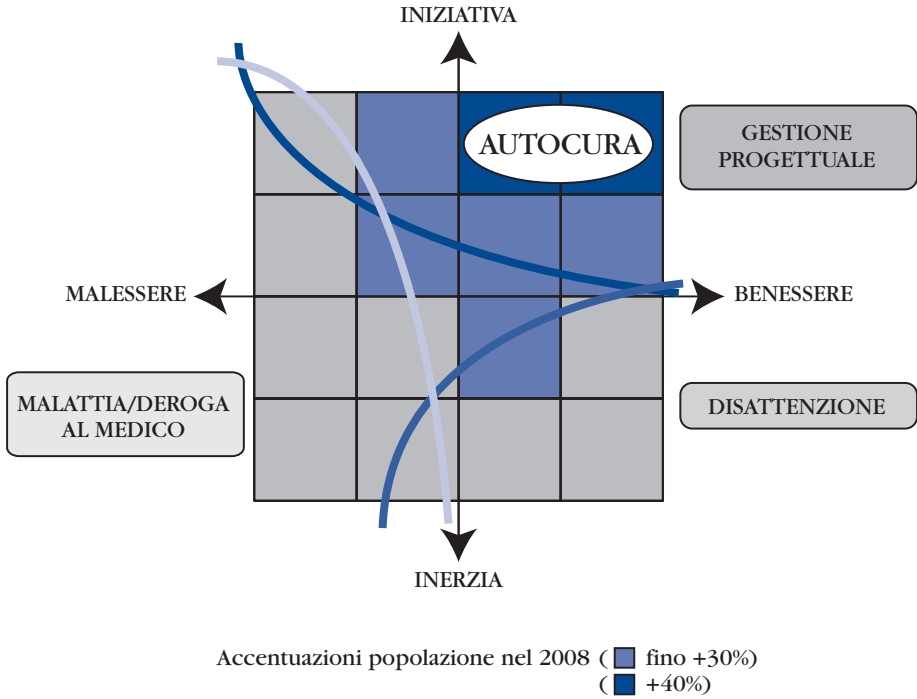 INIZIATIVA
AUTOCURA
GESTIONE
PROGETTUALE
MALESSERE
BENESSERE
MALATTIA/DEROGA
AL MEDICO
DISATTENZIONE
INERZIA
Accentuazioni popolazione nel 2008 ( fino +30%)
( +40%)